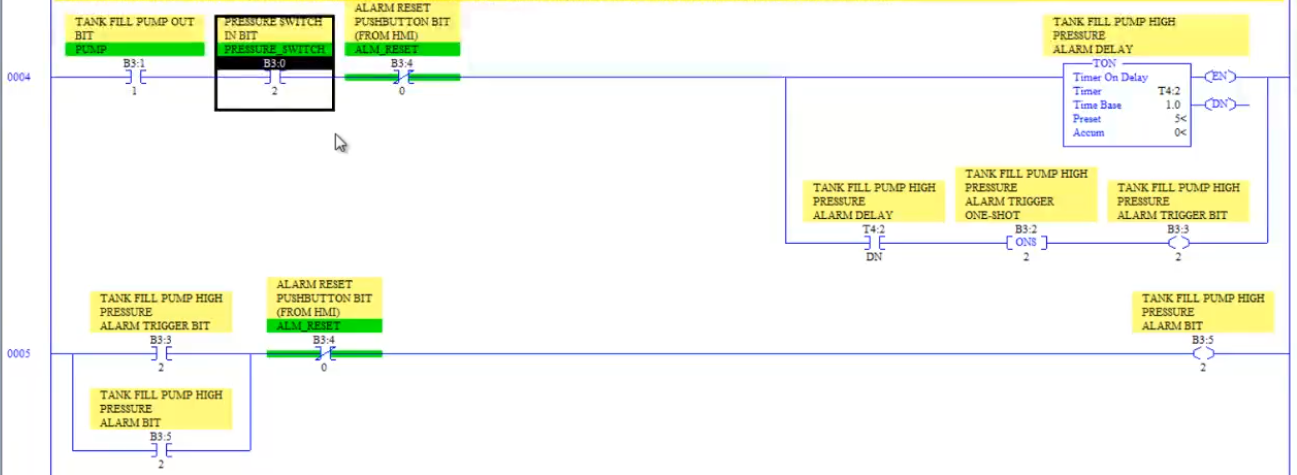 TANK FILL PUMP OUT
BIT
PUMP
B3:1
1
PRESSURE SWITCH
IN BIT
PRESSURE_SWITCH
B3:0
2
ALARM RESET
PUSHBUTTON BIT
(FROM HMI)
ALM_RESET
B3:4
0
TANK FILL PUMP HIGH
PRESSURE
ALARM DELAY
0004
TON
Timer On Delay
Timer T4:2
Time Base 1.0
Preset 5<
Accum 0<
EN
DN
TANK FILL PUMP HIGH
PRESSURE
ALARM DELAY
T4:2
DN
TANK FILL PUMP HIGH
PRESSURE
ALARM TRIGGER
ONE-SHOT
B3:2
ONS
2
TANK FILL PUMP HIGH
PRESSURE
ALARM TRIGGER BIT
B3:3
2
0005
TANK FILL PUMP HIGH
PRESSURE
ALARM TRIGGER BIT
B3:3
2
ALARM RESET
PUSHBUTTON BIT
(FROM HMI)
ALM_RESET
B3:4
0
TANK FILL PUMP HIGH
PRESSURE
ALARM BIT
B3:5
2
TANK FILL PUMP HIGH
PRESSURE
ALARM BIT
B3:5
2